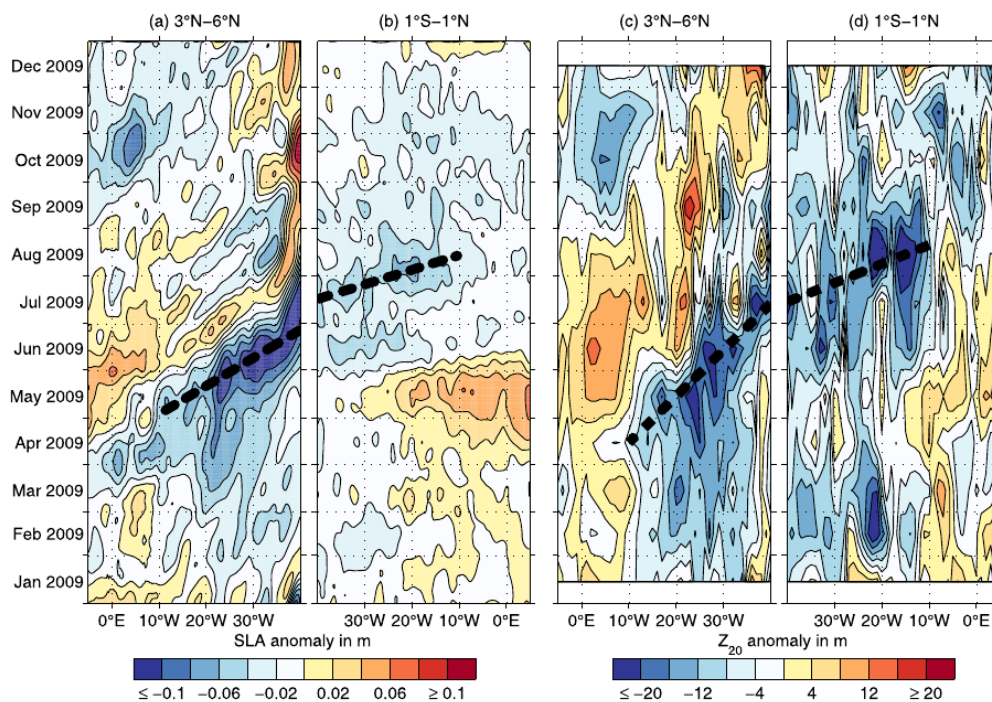 (a) 3°N−6°N (b) 1°S−1°N (c) 3°N−6°N (d) 1°S−1°N
Dec 2009
Nov 2009
Oct 2009
Sep 2009
Aug 2009
Jul 2009
Jun 2009
May 2009
Apr 2009
Mar 2009
Feb 2009
Jan 2009
0°E 10°W 20°W 30°W 30°W 20°W 10°W 0°E 0°E 10°W 20°W 30°W 30°W 20°W 10°W 0°E
SLA anomaly in m Z20 anomaly in m
≤ −0.1 −0.06 −0.02 0.02 0.06 ≥ 0.1 ≤ −20 −12 −4 4 12 ≥ 20